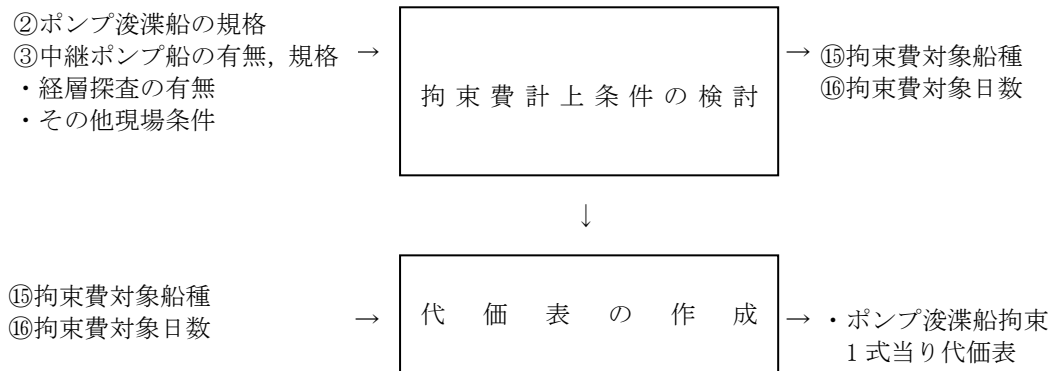 ②ポンプ浚渫船の規格
③中継ポンプ船の有無，規格 →
・経層探査の有無
・その他現場条件
拘束費計上条件の検討
→ ⑮拘束費対象船種
⑯拘束費対象日数
↓
⑮拘束費対象船種
⑯拘束費対象日数 →
代価表の作成
→ ・ポンプ浚渫船拘束
1式当り代価表